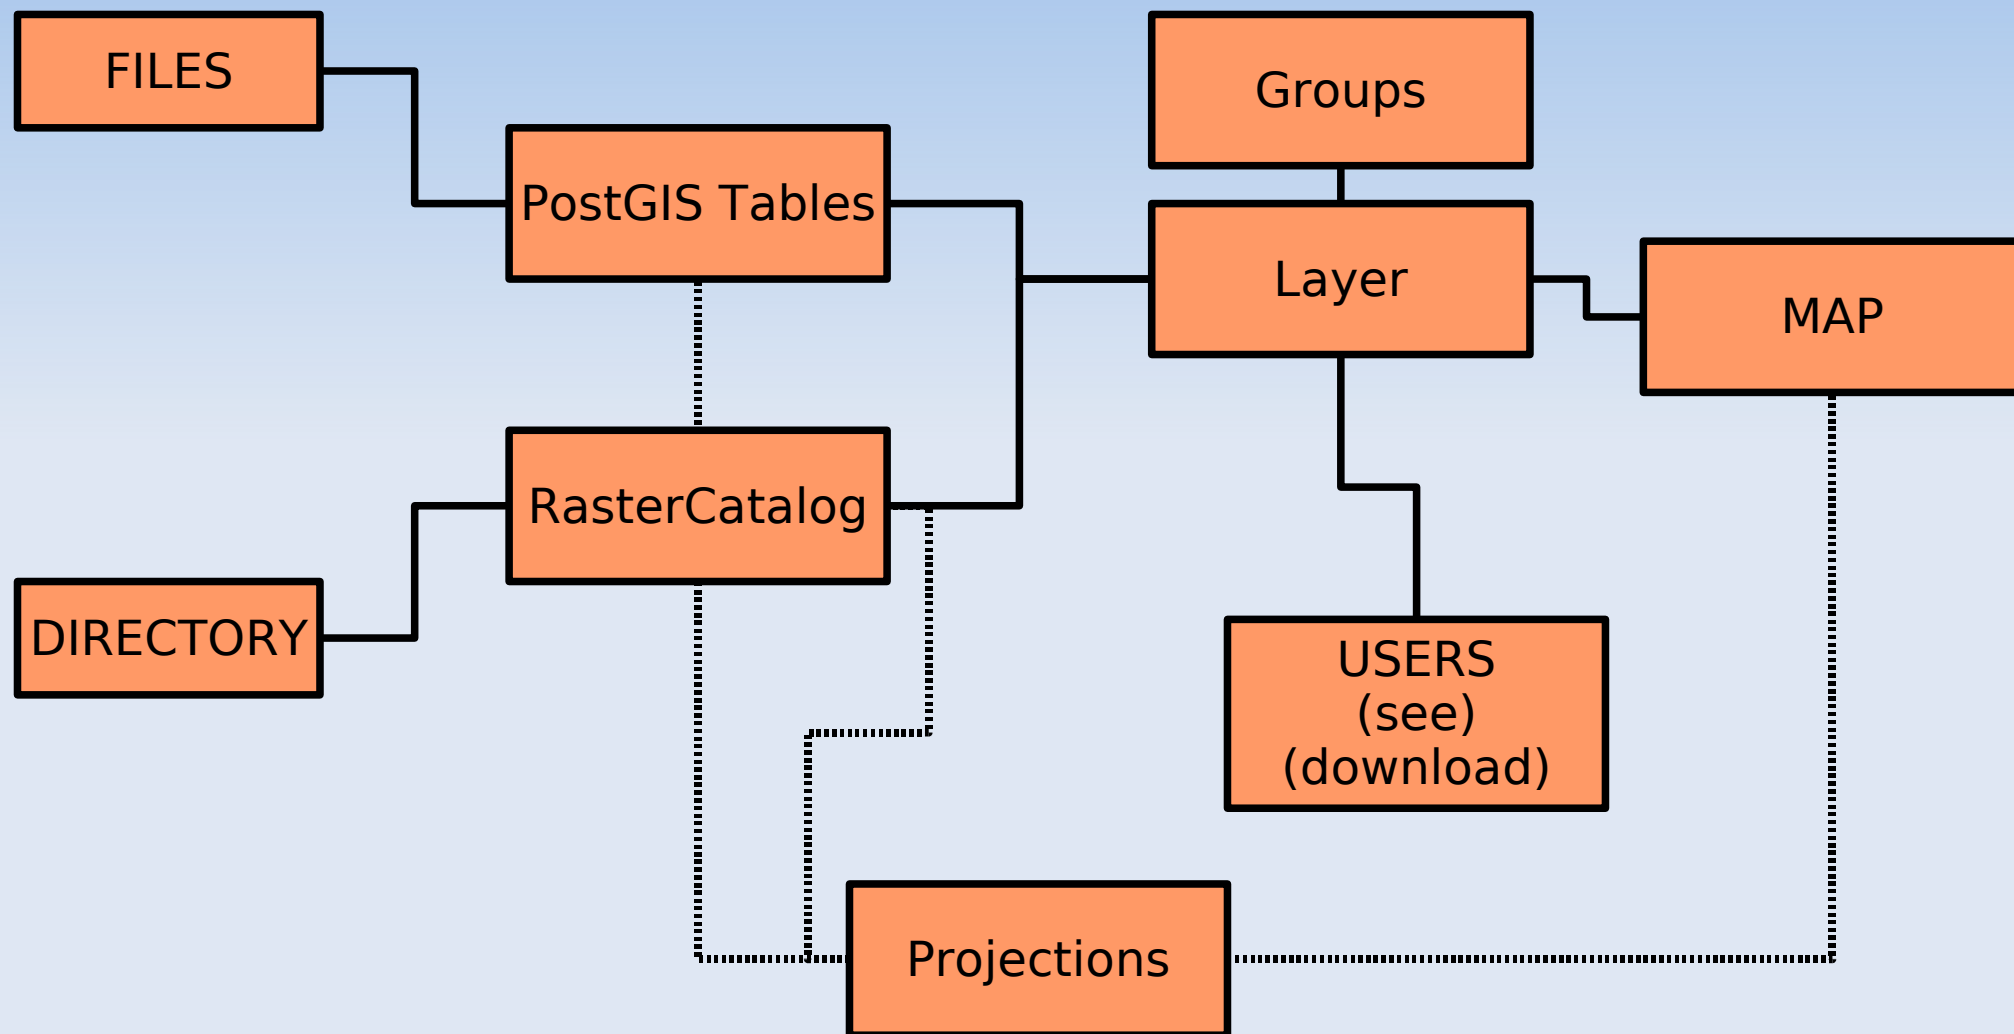 FILES
Groups
PostGIS Tables
Layer
MAP
RasterCatalog
DIRECTORY
USERS
(see)
(download)
Projections